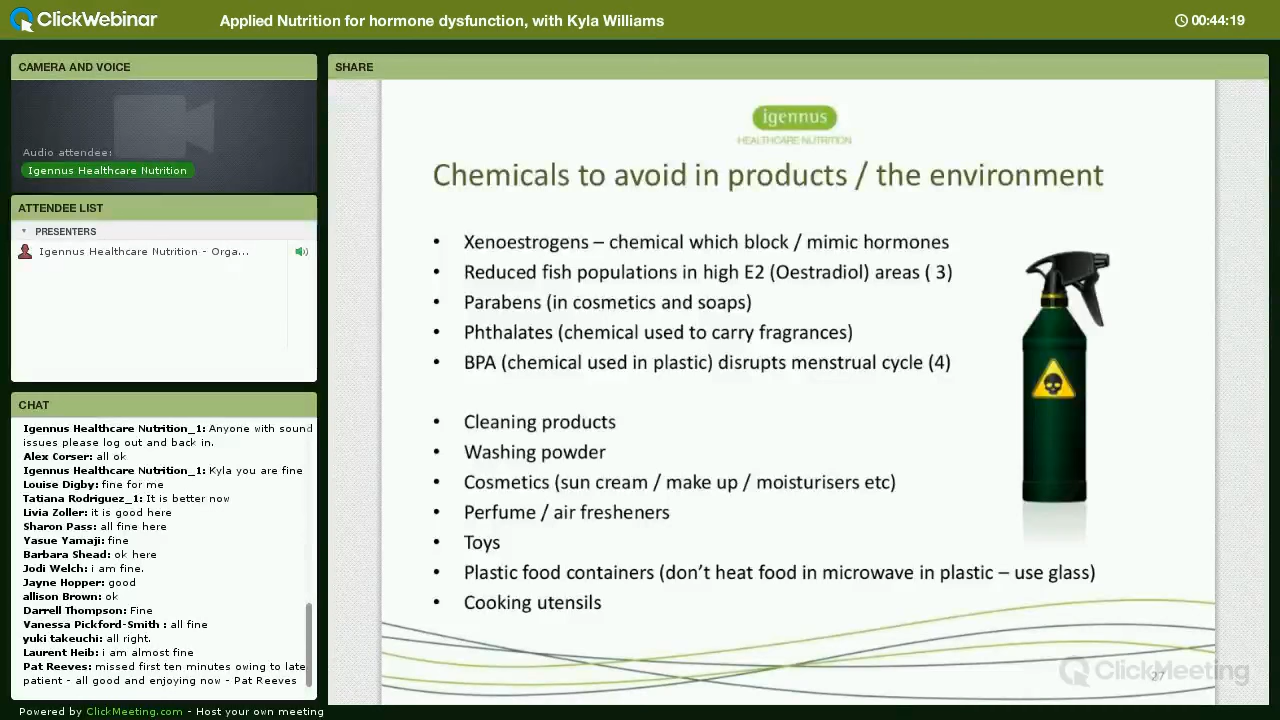 ClickWebinar
Applied Nutrition for hormone dysfunction, with Kyla Williams
00:44:19
CAMERA AND VOICE
Audio attendee:
Igennus Healthcare Nutrition
ATTENDEE LIST
PRESENTERS
Igennus Healthcare Nutrition - Orga...
CHAT
Igennus Healthcare Nutrition_1: Anyone with sound
issues please log out and back in.
Alex Corser: all ok
Igennus Healthcare Nutrition_1: Kyla you are fine
Louise Digby: fine for me
Tatiana Rodriguez_1: It is better now
Livia Zoller: it is good here
Sharon Pass: all fine here
Yasue Yamaji: fine
Barbara Shead: ok here
Jodi Welch: i am fine.
Jayne Hopper: good
allison Brown: ok
Darrell Thompson: Fine
Vanessa Pickford-Smith : all fine
yuki takeuchi: all right.
Laurent Heib: i am almost fine
Pat Reeves: missed first ten minutes owing to late
patient - all good and enjoying now - Pat Reeves
Powered by ClickMeeting.com - Host your own meeting
SHARE
igennus
HEALTHCARE NUTRITION
Chemicals to avoid in products / the environment
• Xenoestrogens – chemical which block / mimic hormones
• Reduced fish populations in high E2 (Oestradiol) areas ( 3)
• Parabens (in cosmetics and soaps)
• Phthalates (chemical used to carry fragrances)
• BPA (chemical used in plastic) disrupts menstrual cycle (4)
• Cleaning products
• Washing powder
• Cosmetics (sun cream / make up / moisturisers etc)
• Perfume / air fresheners
• Toys
• Plastic food containers (don’t heat food in microwave in plastic – use glass)
• Cooking utensils
ClickMeeting
27